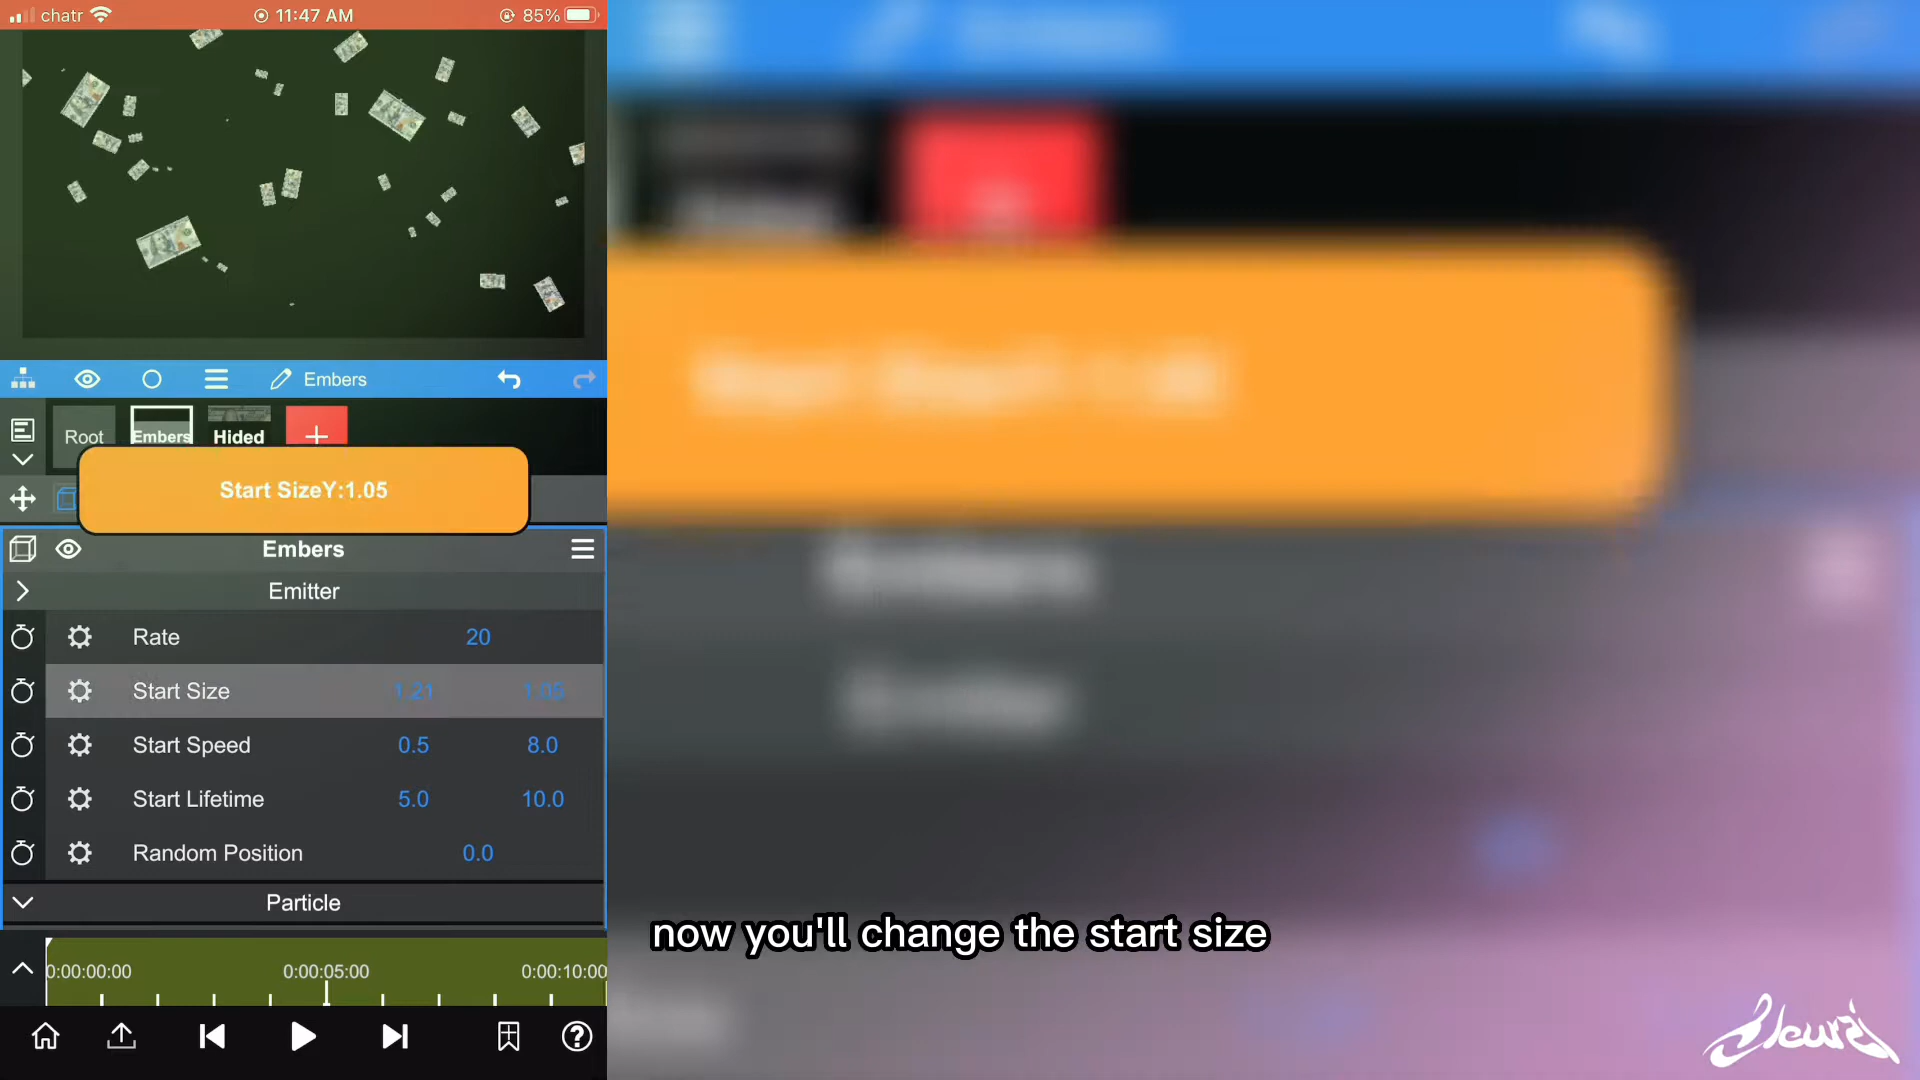 chatr
11:47 AM
85%
Embers
Root
Embers
Hided
Start SizeY:1.05
Embers
Emitter
Rate 20
Start Size 1.21 1.05
Start Speed 0.5 8.0
Start Lifetime 5.0 10.0
Random Position 0.0
Particle
now you'll change the start size
0:00:00:00 0:00:05:00 0:00:10:00